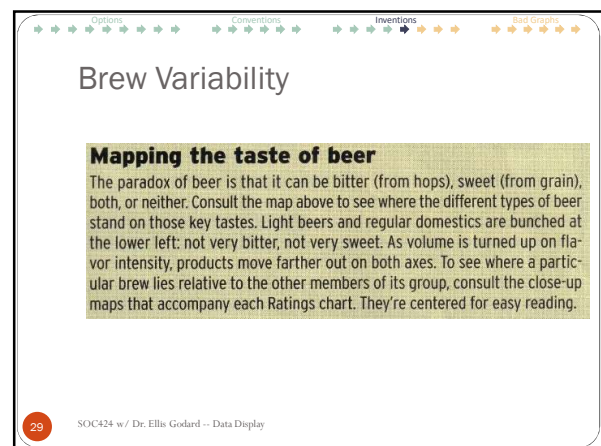 Options Conventions Inventions Bad Graphs
Brew Variability
Mapping the taste of beer
The paradox of beer is that it can be bitter (from hops), sweet (from grain),
both, or neither. Consult the map above to see where the different types of beer
stand on those key tastes. Light beers and regular domestics are bunched at
the lower left: not very bitter, not very sweet. As volume is turned up on fla-
vor intensity, products move farther out on both axes. To see where a partic-
ular brew lies relative to the other members of its group, consult the close-up
maps that accompany each Ratings chart. They're centered for easy reading.
29 SOC424 w/ Dr. Ellis Godard -- Data Display